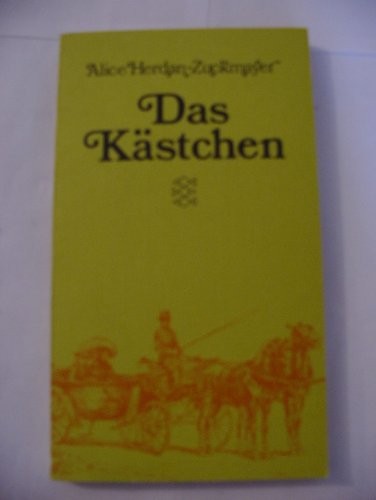 Alice Herdan-Zuckmayer
Das
Kästchen